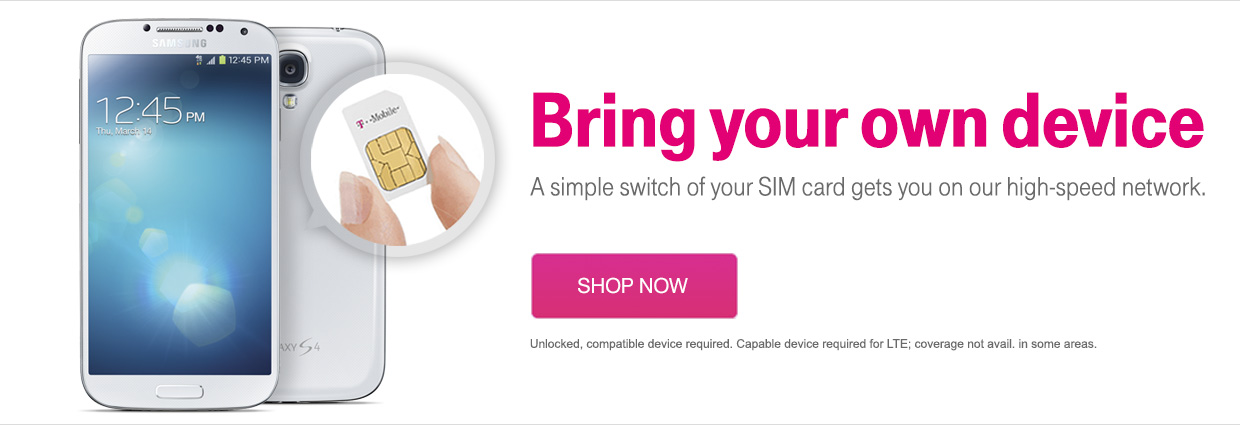 SAMSUNG
12:45 PM
12:45 PM
Thu, March 14
T··Mobile·
AXY S4
Bring your own device
A simple switch of your SIM card gets you on our high-speed network.
SHOP NOW
Unlocked, compatible device required. Capable device required for LTE; coverage not avail. in some areas.